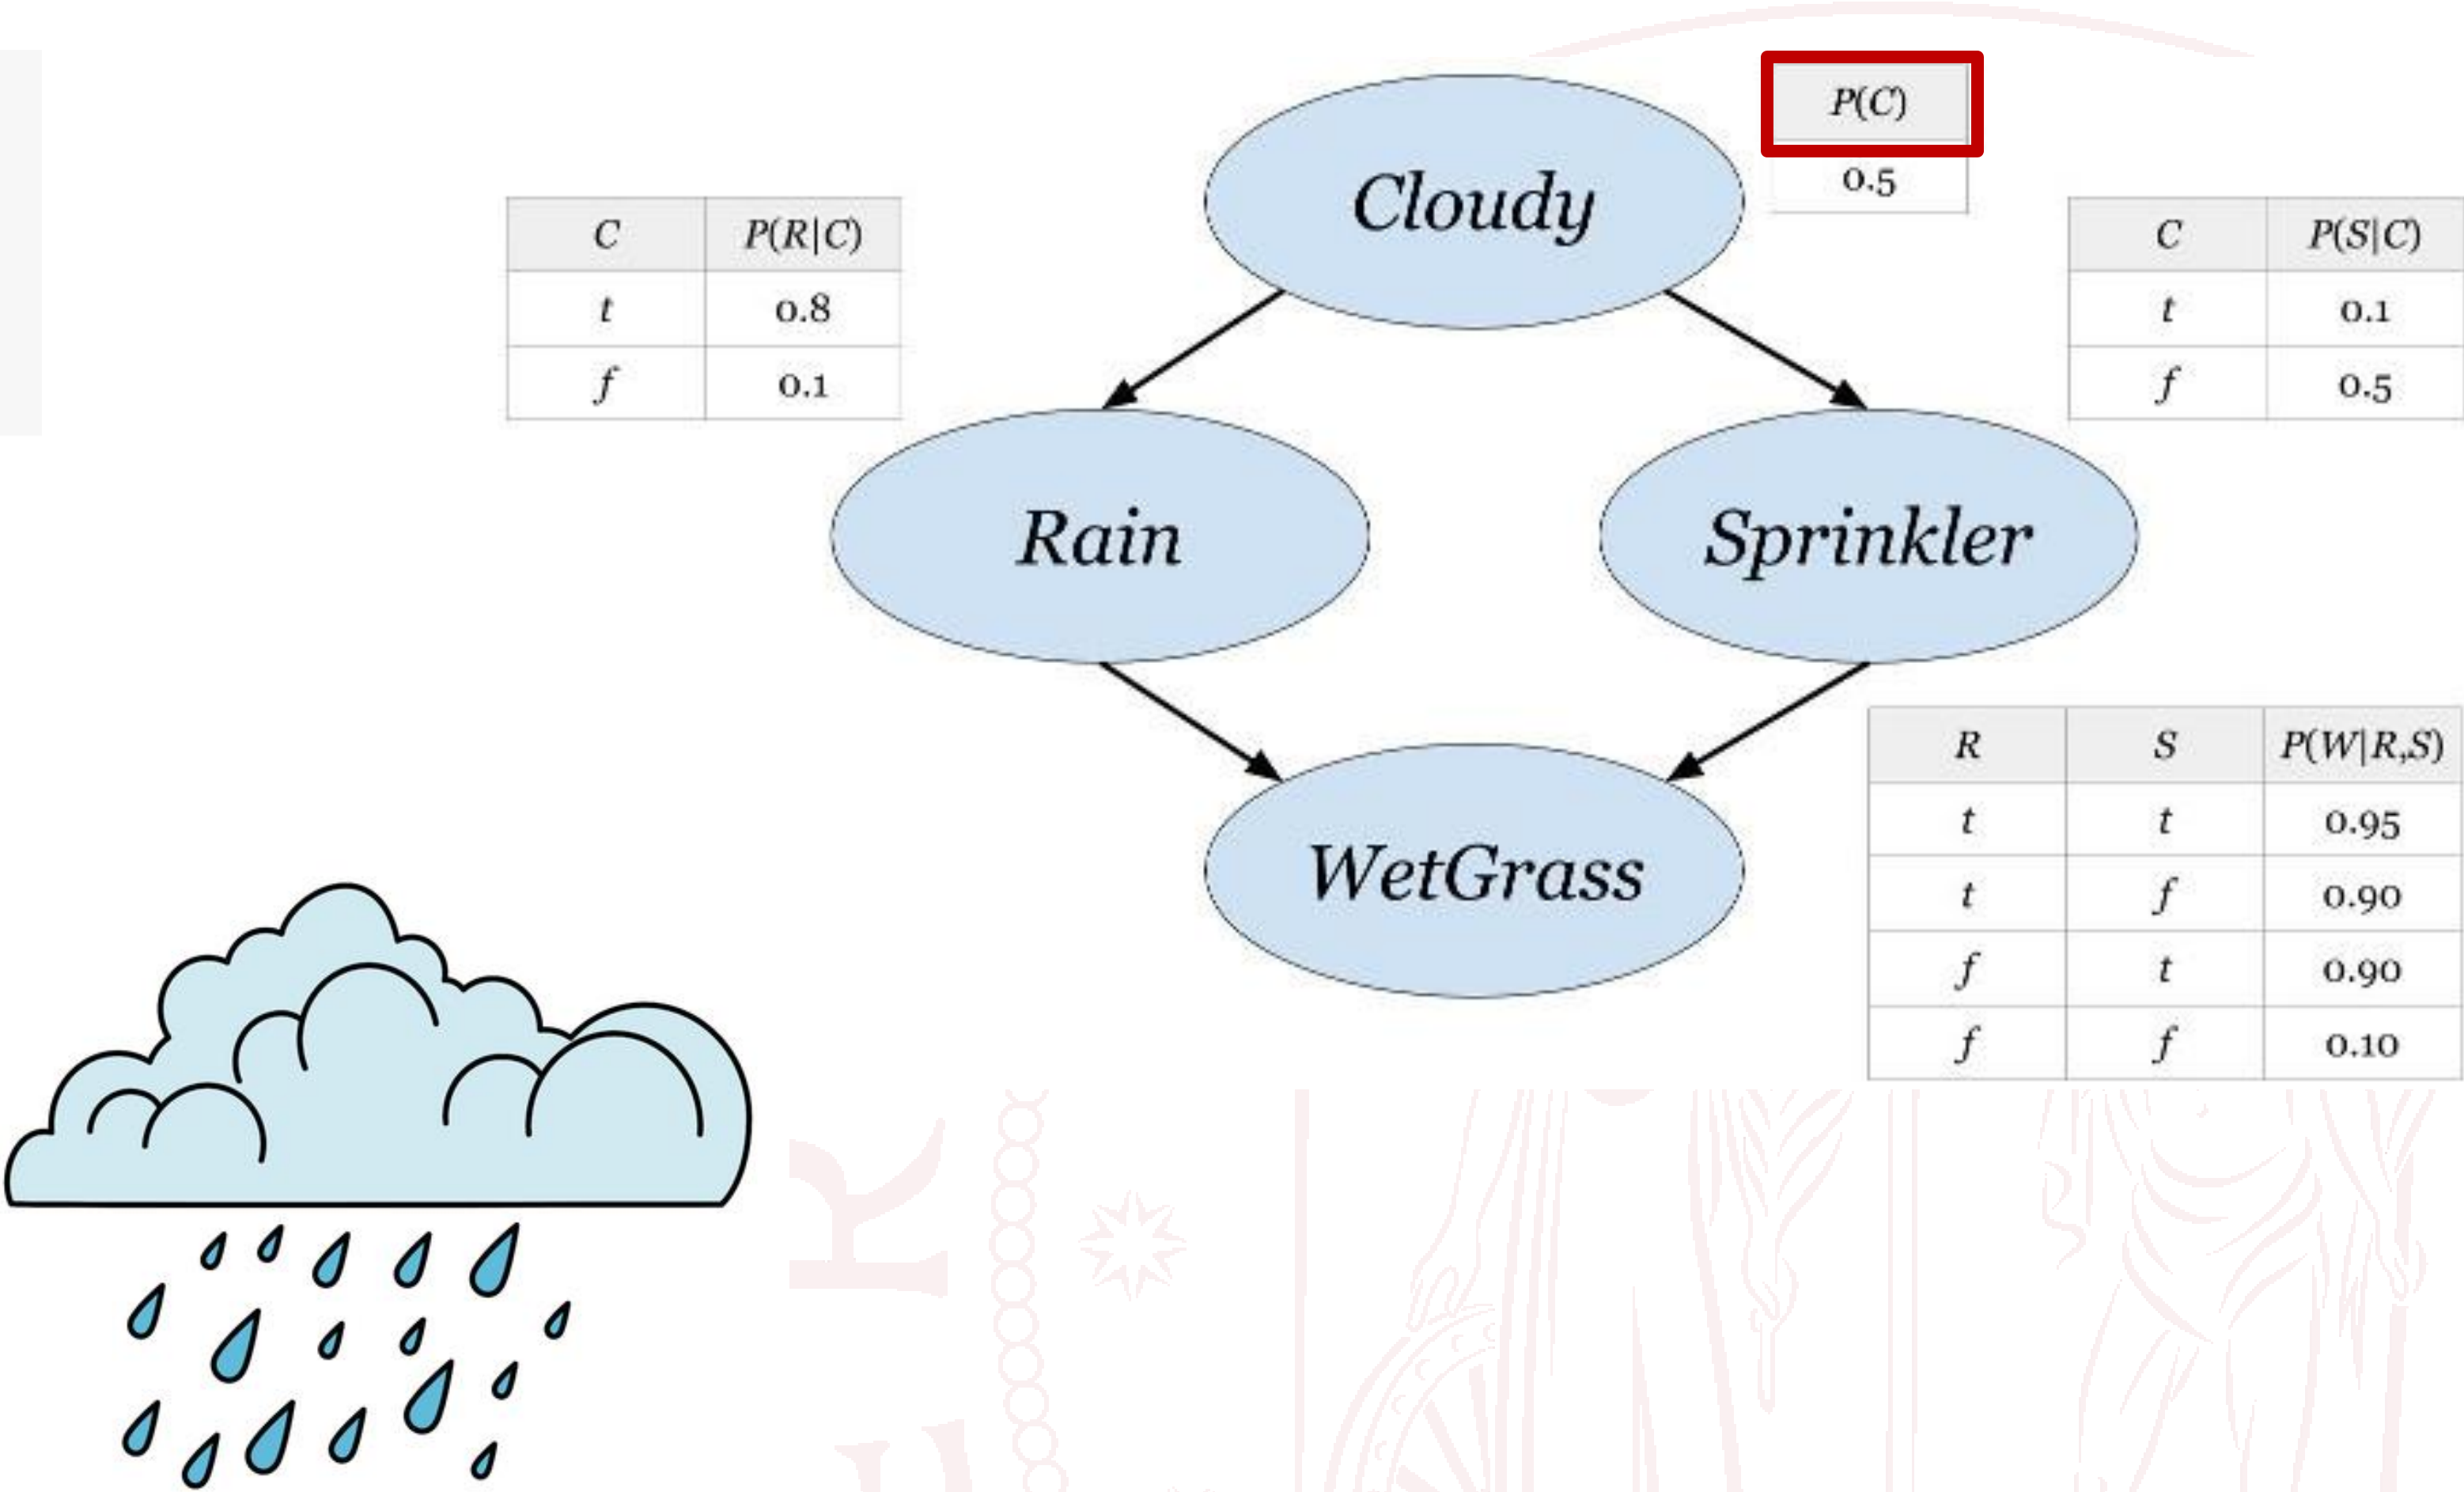 P(C)
0.5
Cloudy
C P(R|C)
t 0.8
f 0.1
C P(S|C)
t 0.1
f 0.5
Rain
Sprinkler
WetGrass
R S P(W|R,S)
t t 0.95
t f 0.90
f t 0.90
f f 0.10
R